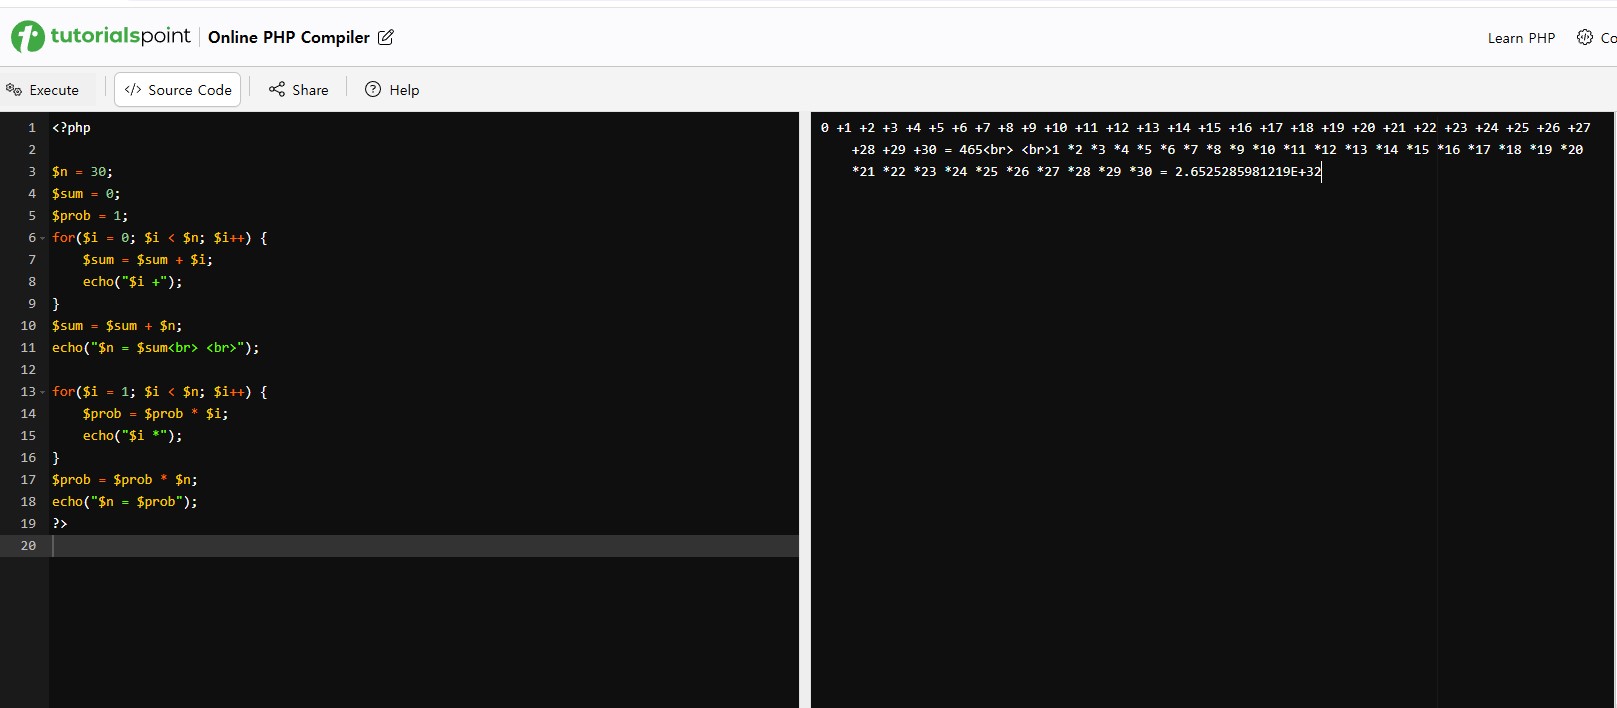 tutorialspoint Online PHP Compiler Learn PHP Co
Execute </> Source Code Share Help
1 <?php
2
3 $n = 30;
4 $sum = 0;
5 $prob = 1;
6 for($i = 0; $i < $n; $i++) {
7 $sum = $sum + $i;
8 echo("$i +");
9 }
10 $sum = $sum + $n;
11 echo("$n = $sum<br> <br>");
12
13 for($i = 1; $i < $n; $i++) {
14 $prob = $prob * $i;
15 echo("$i *");
16 }
17 $prob = $prob * $n;
18 echo("$n = $prob");
19 ?>
20
0 +1 +2 +3 +4 +5 +6 +7 +8 +9 +10 +11 +12 +13 +14 +15 +16 +17 +18 +19 +20 +21 +22 +23 +24 +25 +26 +27
+28 +29 +30 = 465<br> <br>1 *2 *3 *4 *5 *6 *7 *8 *9 *10 *11 *12 *13 *14 *15 *16 *17 *18 *19 *20
*21 *22 *23 *24 *25 *26 *27 *28 *29 *30 = 2.6525285981219E+32